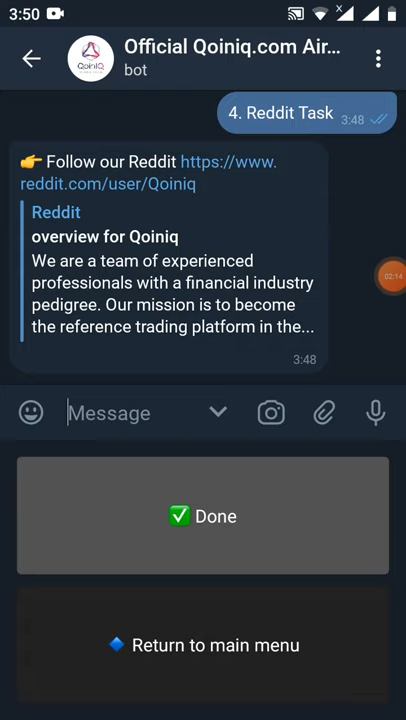 3:50
Official Qoiniq.com Air...
bot
QoinIQ
4. Reddit Task
3:48
👉 Follow our Reddit https://www.
reddit.com/user/Qoiniq
Reddit
overview for Qoiniq
We are a team of experienced
professionals with a financial industry
pedigree. Our mission is to become
the reference trading platform in the...
3:48
02:14
Message
✅ Done
🔹 Return to main menu